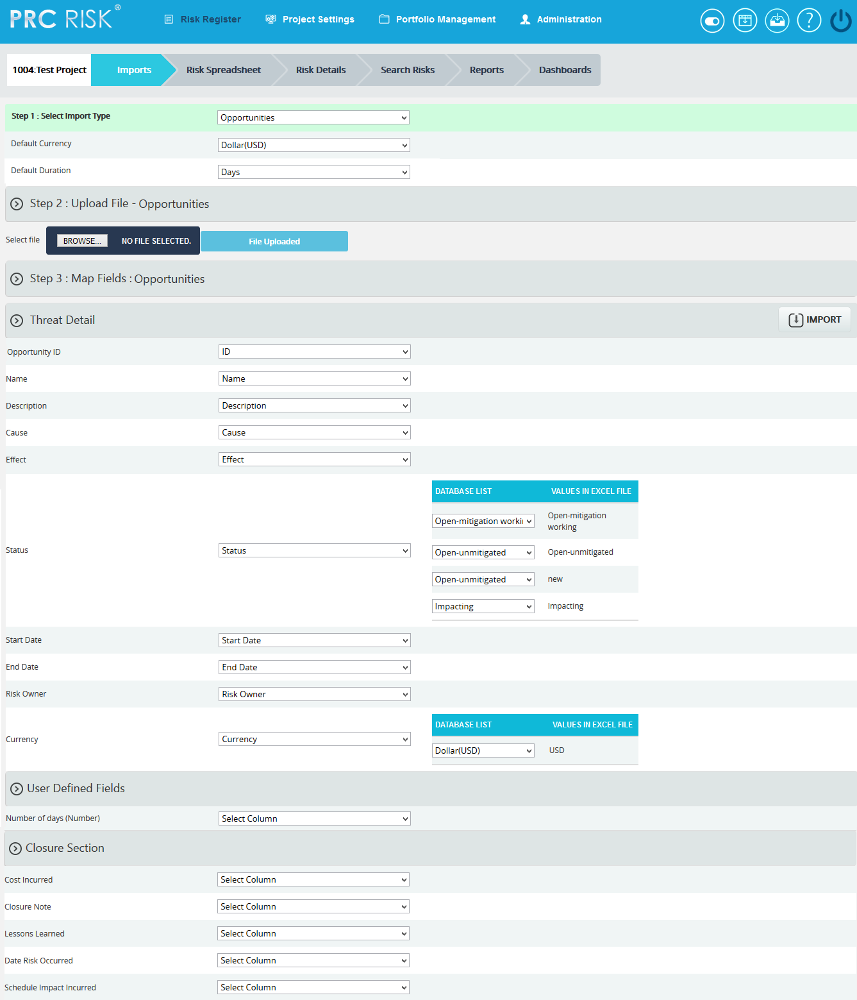 PRC RISK®
Risk Register
Project Settings
Portfolio Management
Administration
?
1004:Test Project
Imports
Risk Spreadsheet
Risk Details
Search Risks
Reports
Dashboards
Step 1 : Select Import Type
Opportunities
Default Currency
Dollar(USD)
Default Duration
Days
Step 2 : Upload File - Opportunities
Select file
BROWSE...
NO FILE SELECTED.
File Uploaded
Step 3 : Map Fields : Opportunities
Threat Detail
IMPORT
Opportunity ID
ID
Name
Name
Description
Description
Cause
Cause
Effect
Effect
Status
Status
DATABASE LIST
VALUES IN EXCEL FILE
Open-mitigation worki
Open-mitigation
working
Open-unmitigated
Open-unmitigated
Open-unmitigated
new
Impacting
Impacting
Start Date
Start Date
End Date
End Date
Risk Owner
Risk Owner
Currency
Currency
DATABASE LIST
VALUES IN EXCEL FILE
Dollar(USD)
USD
User Defined Fields
Number of days (Number)
Select Column
Closure Section
Cost Incurred
Select Column
Closure Note
Select Column
Lessons Learned
Select Column
Date Risk Occurred
Select Column
Schedule Impact Incurred
Select Column